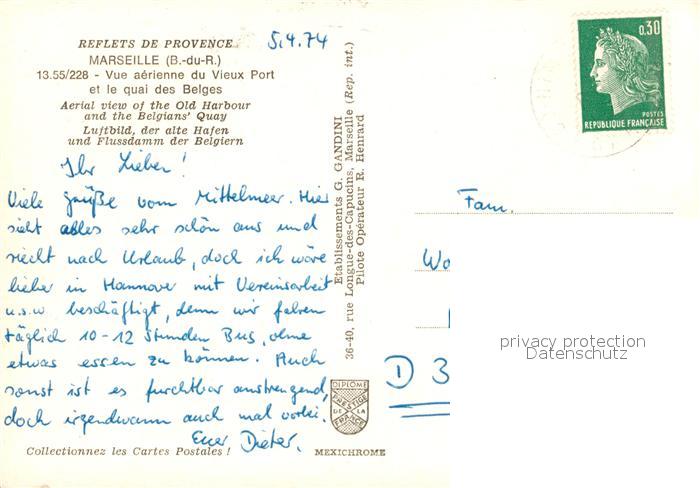 REFLETS DE PROVENCE
5.4.74
MARSEILLE (B.-du-R.)
13.55/228 - Vue aérienne du Vieux Port
et le quai des Belges
Aerial view of the Old Harbour
and the Belgians' Quay
Luftbild, der alte Hafen
und Flussdamm der Belgiern
Ihr Lieben!
Viele Grüße vom Mittelmeer. Hier
sieht alles sehr schön aus und
riecht nach Urlaub, doch ich wäre
lieber in Hannover mit Vereinsarbeit
u.s.w. beschäftigt, denn wir fahren
täglich 10-12 Stunden Bus, ohne
etwas essen zu können. Auch
sonst ist es furchtbar anstrengend,
doch irgendwann auch mal vorbei.
Euer Dieter.
Collectionnez les Cartes Postales !
Etablissements G. GANDINI
36-40, rue Longue-des-Capucins, Marseille (Rep. int.)
Pilote Opérateur R. Henrard
DIPLOME
PRESTIGE
DE LA
FRANCE
MEXICHROME
0,30
POSTES
REPUBLIQUE FRANÇAISE
Fam.
Wo
D 3
privacy protection
Datenschutz